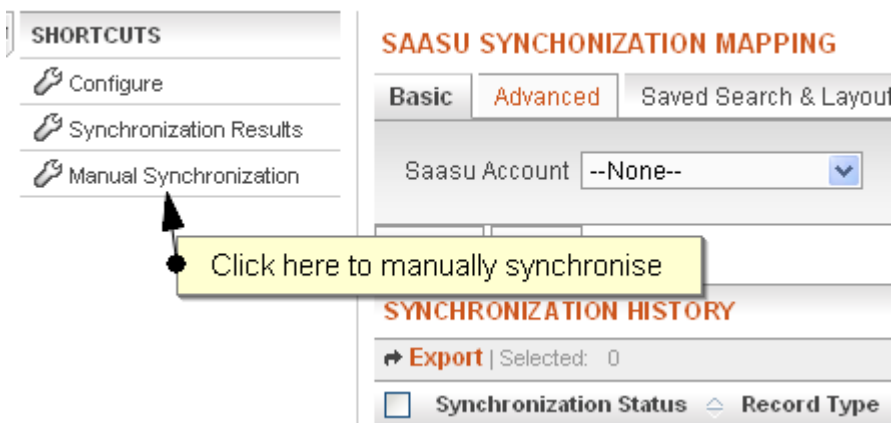 SHORTCUTS
Configure
Synchronization Results
Manual Synchronization
SAASU SYNCHONIZATION MAPPING
Basic Advanced Saved Search & Layout
Saasu Account --None--
Click here to manually synchronise
SYNCHRONIZATION HISTORY
Export | Selected: 0
Synchronization Status Record Type